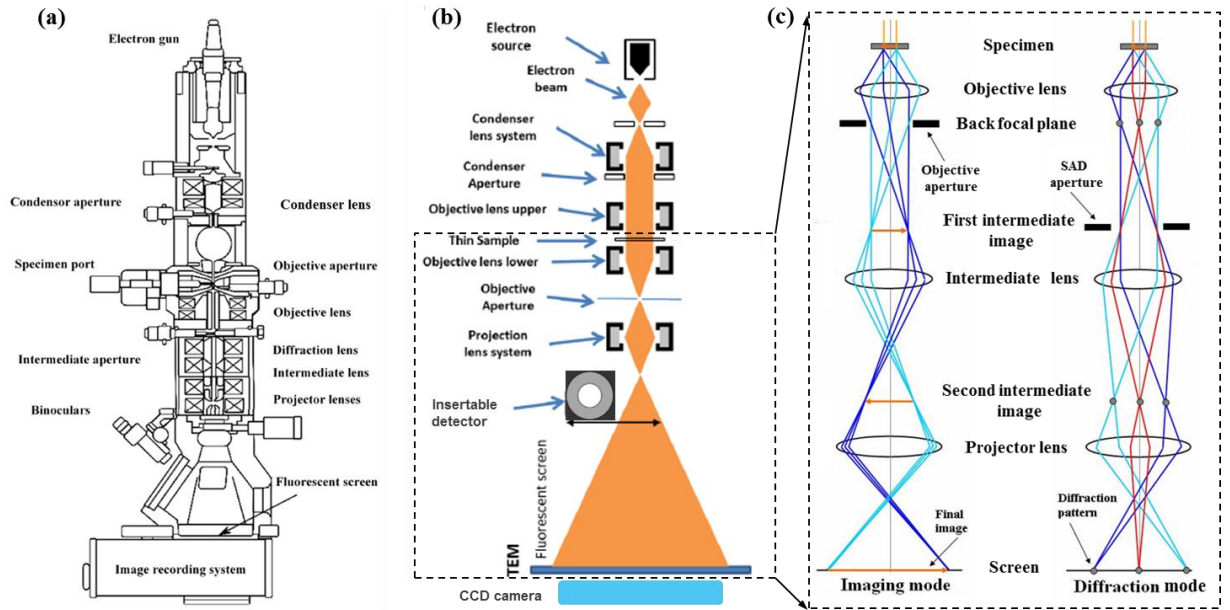 (a)
Electron gun
Condensor aperture
Condenser lens
Specimen port
Objective aperture
Objective lens
Intermediate aperture
Diffraction lens
Intermediate lens
Binoculars
Projector lenses
Fluorescent screen
Image recording system
(b)
Electron
source
Electron
beam
Condenser
lens system
Condenser
Aperture
Objective lens upper
Thin Sample
Objective lens lower
Objective
Aperture
Projection
lens system
Insertable
detector
Fluorescent screen
TEM
CCD camera
(c)
Specimen
Objective lens
Back focal plane
Objective
aperture
SAD
aperture
First intermediate
image
Intermediate lens
Second intermediate
image
Projector lens
Diffraction
pattern
Final
image
Screen
Imaging mode
Diffraction mode